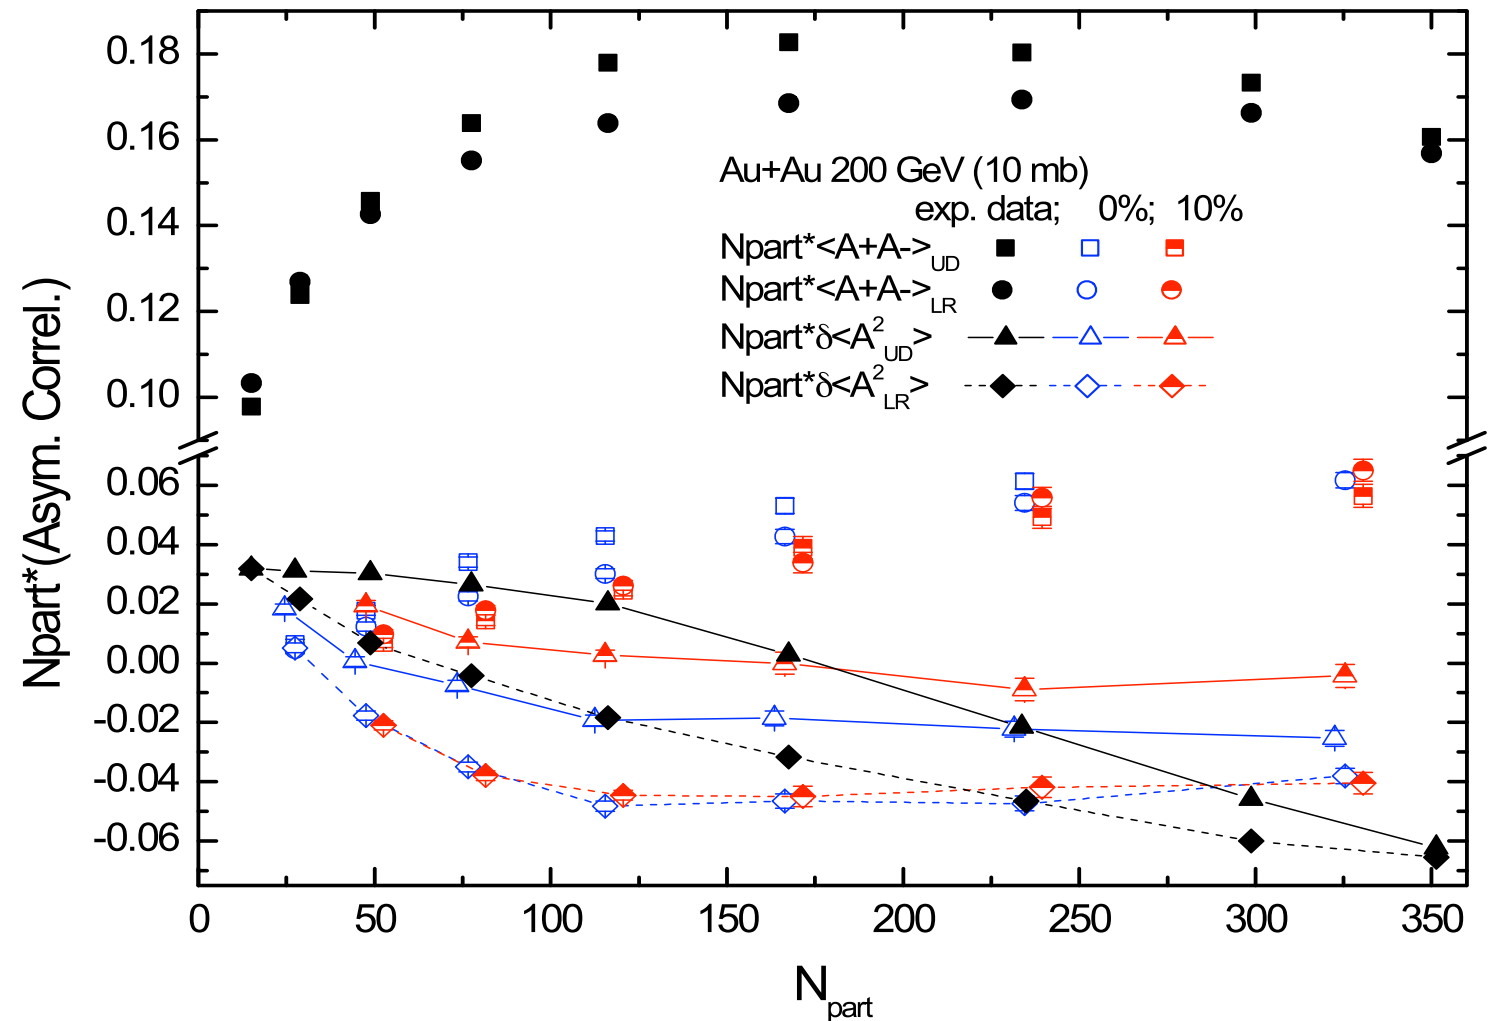 0.18
0.16
0.14
0.12
0.10
0.06
0.04
0.02
0.00
-0.02
-0.04
-0.06
Npart*(Asym. Correl.)
Au+Au 200 GeV (10 mb)
exp. data; 0%; 10%
Npart*<A+A->UD
Npart*<A+A->LR
Npart*δ<A²UD>
Npart*δ<A²LR>
0 50 100 150 200 250 300 350
Npart